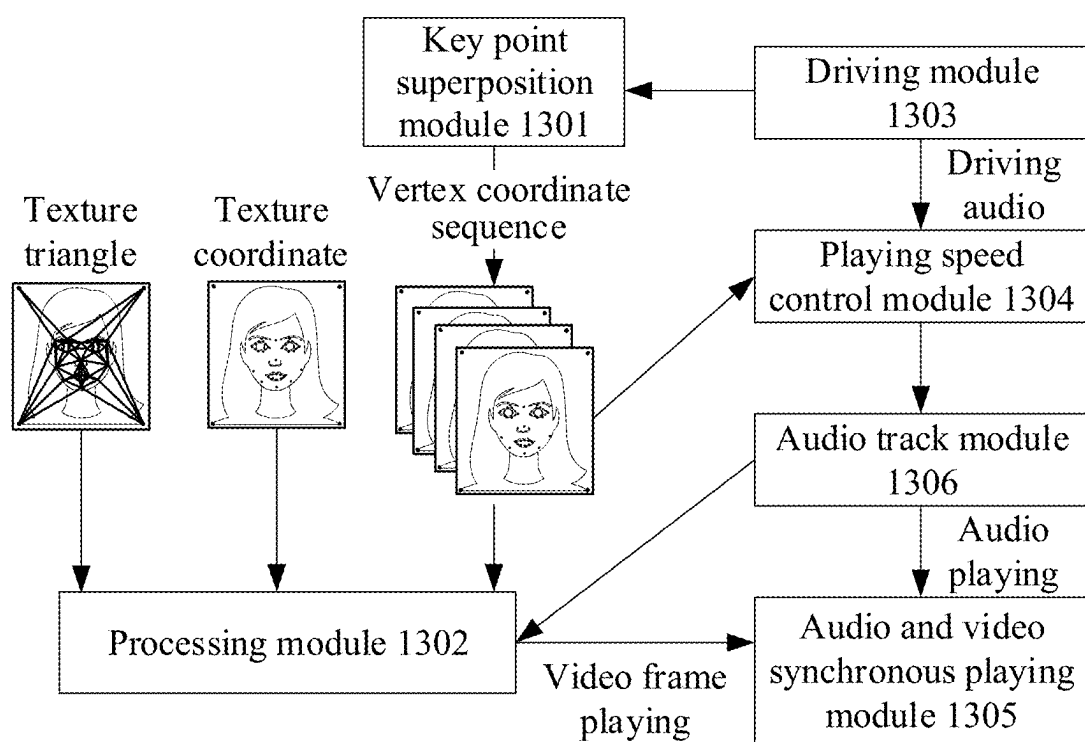 Key point
superposition
module 1301
Driving module
1303
Driving
audio
Vertex coordinate
sequence
Texture
triangle
Texture
coordinate
Playing speed
control module 1304
Audio track module
1306
Audio
playing
Processing module 1302
Video frame
playing
Audio and video
synchronous playing
module 1305